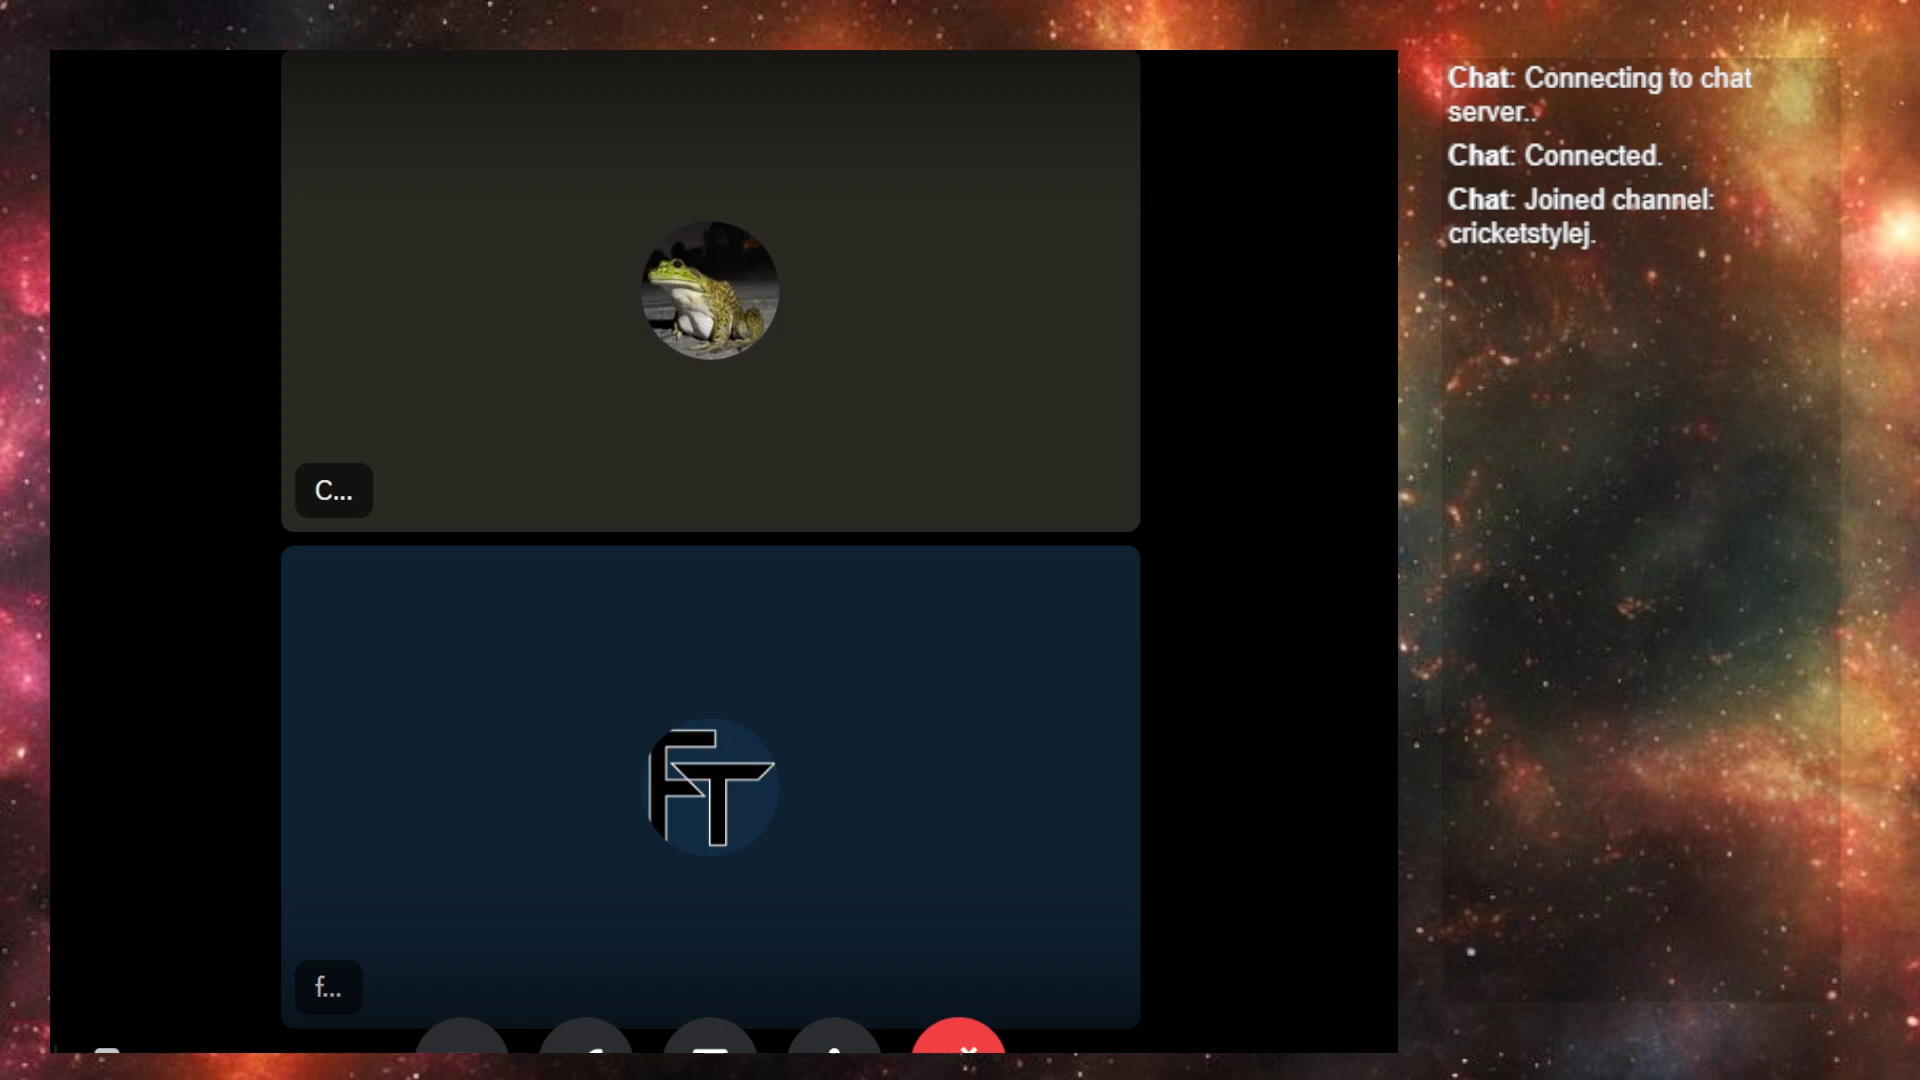 C...
FT
f...
Chat: Connecting to chat
server..
Chat: Connected.
Chat: Joined channel:
cricketstylej.